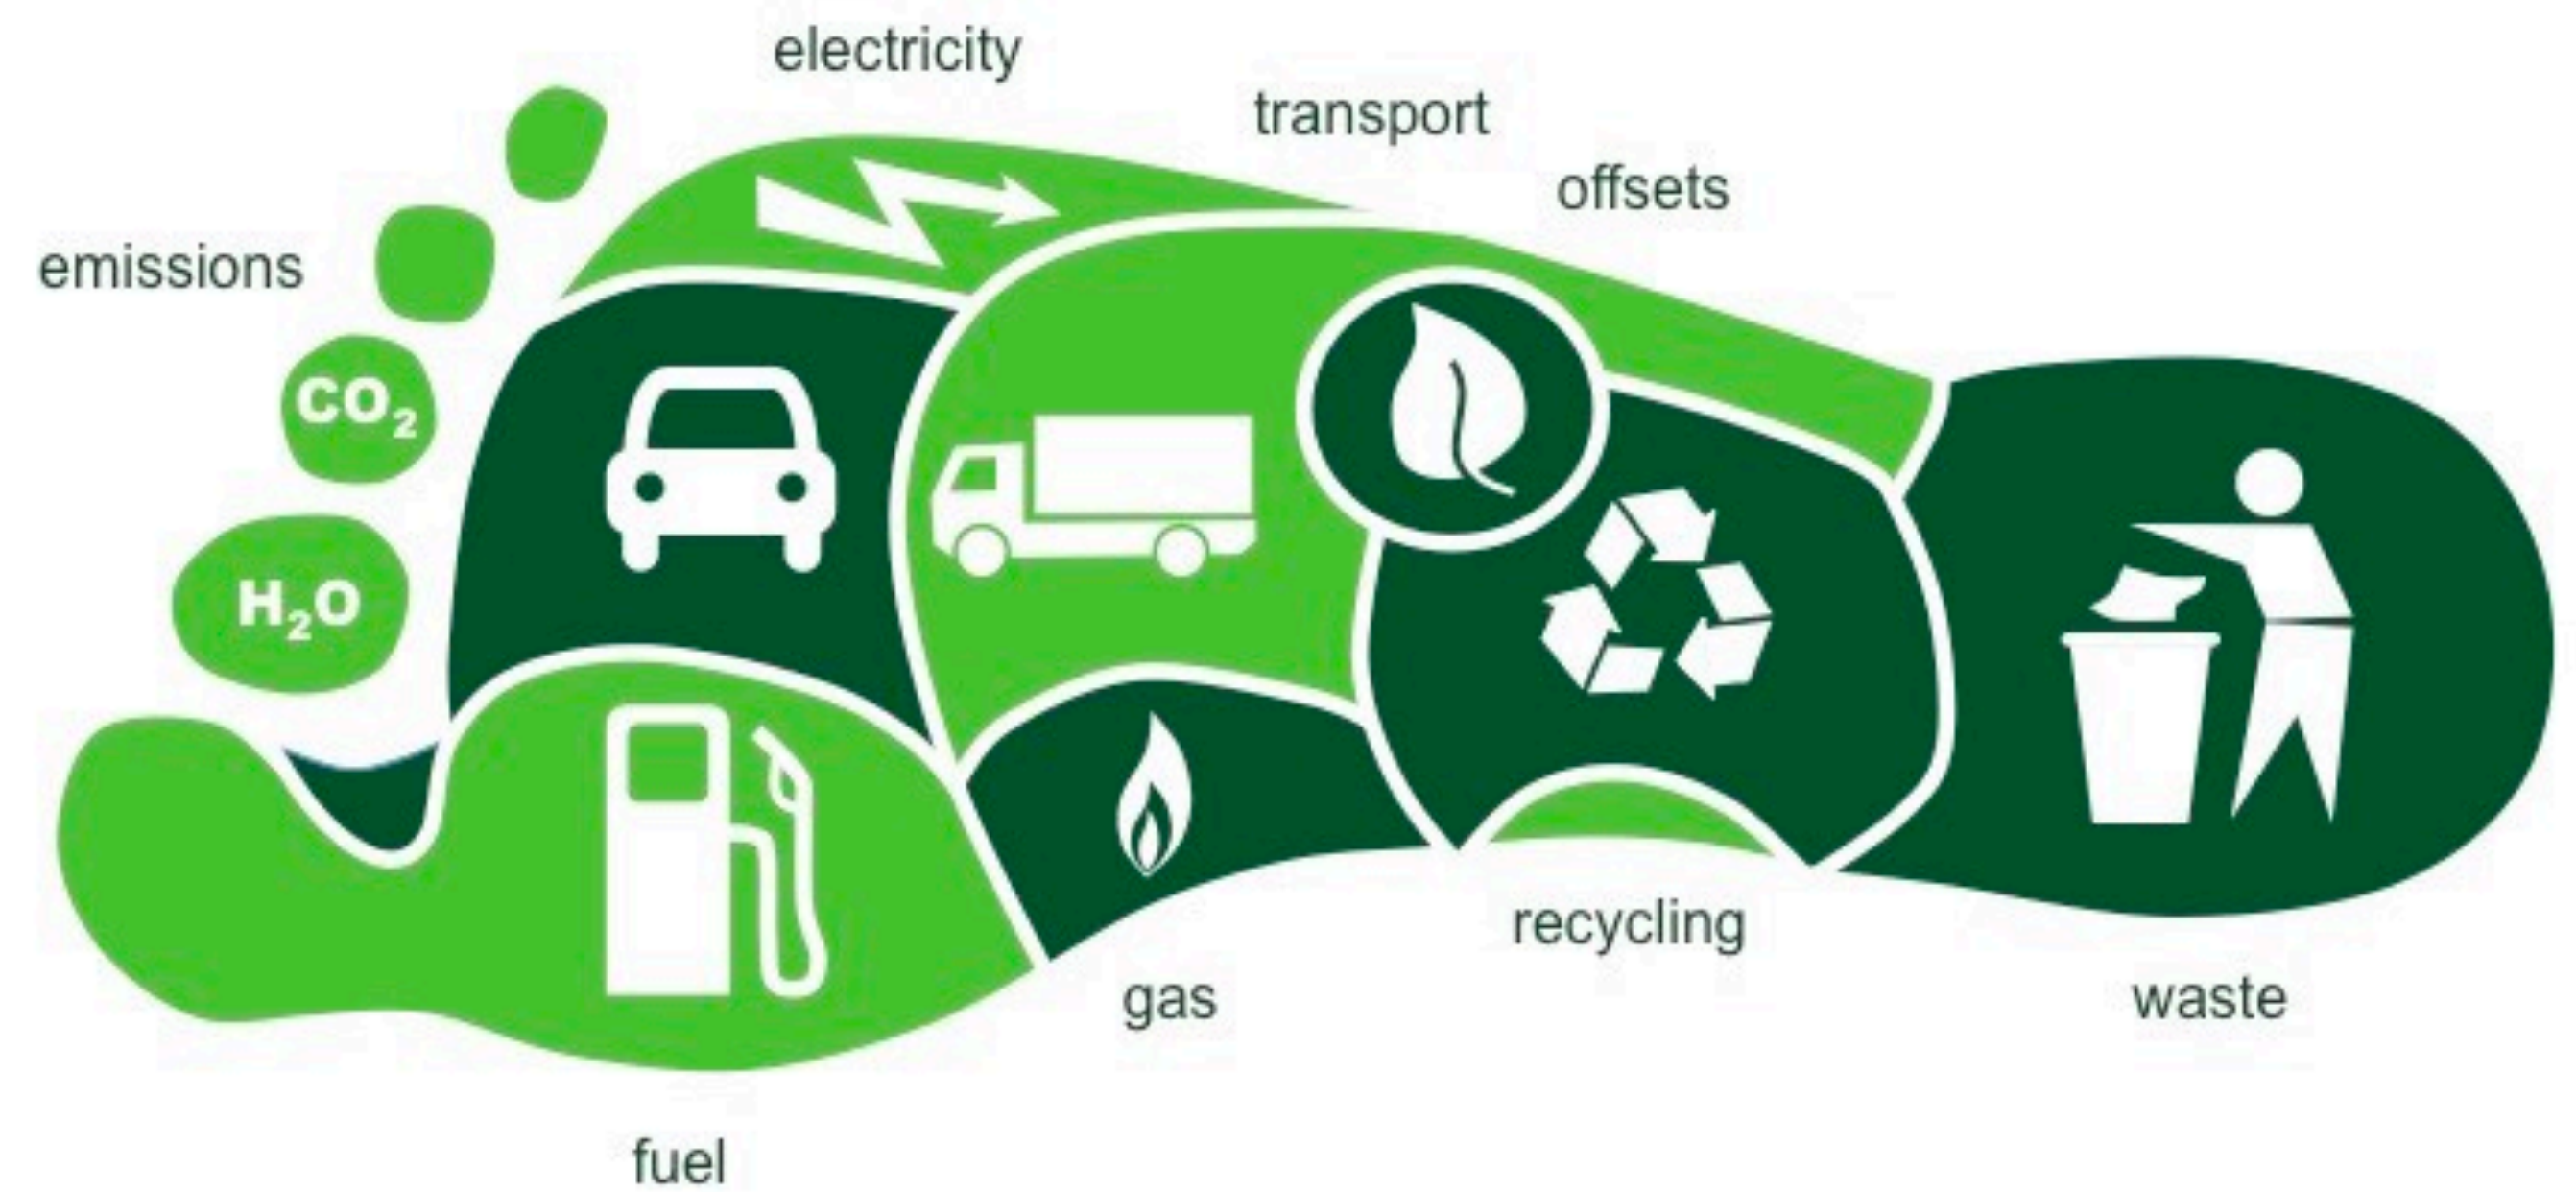 electricity
transport
offsets
emissions
CO₂
H₂O
recycling
gas
waste
fuel